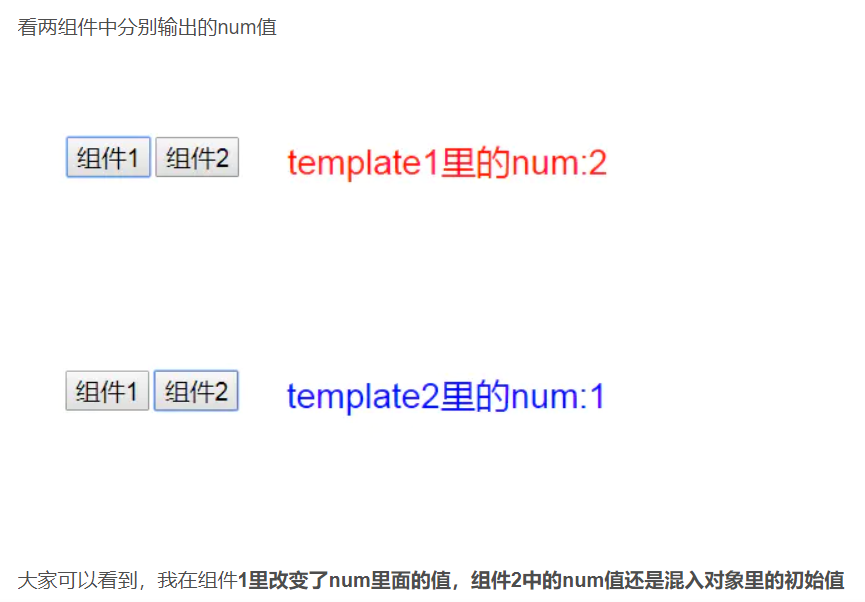 看两组件中分别输出的num值
组件1 组件2 template1里的num:2
组件1 组件2 template2里的num:1
大家可以看到，我在组件1里改变了num里面的值，组件2中的num值还是混入对象里的初始值